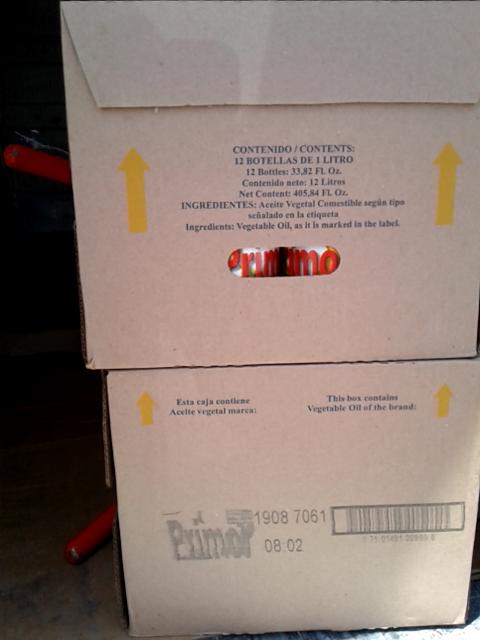 CONTENIDO / CONTENTS:
12 BOTELLAS DE 1 LITRO
12 Bottles: 33,82 FL Oz.
Contenido neto: 12 Litros
Net Content: 405,84 FL Oz.
INGREDIENTES: Aceite Vegetal Comestible según tipo
señalado en la etiqueta
Ingredients: Vegetable Oil, as it is marked in the label.
Esta caja contiene
Aceite vegetal marca:
This box contains
Vegetable Oil of the brand:
Primor
1908 7061
08:02